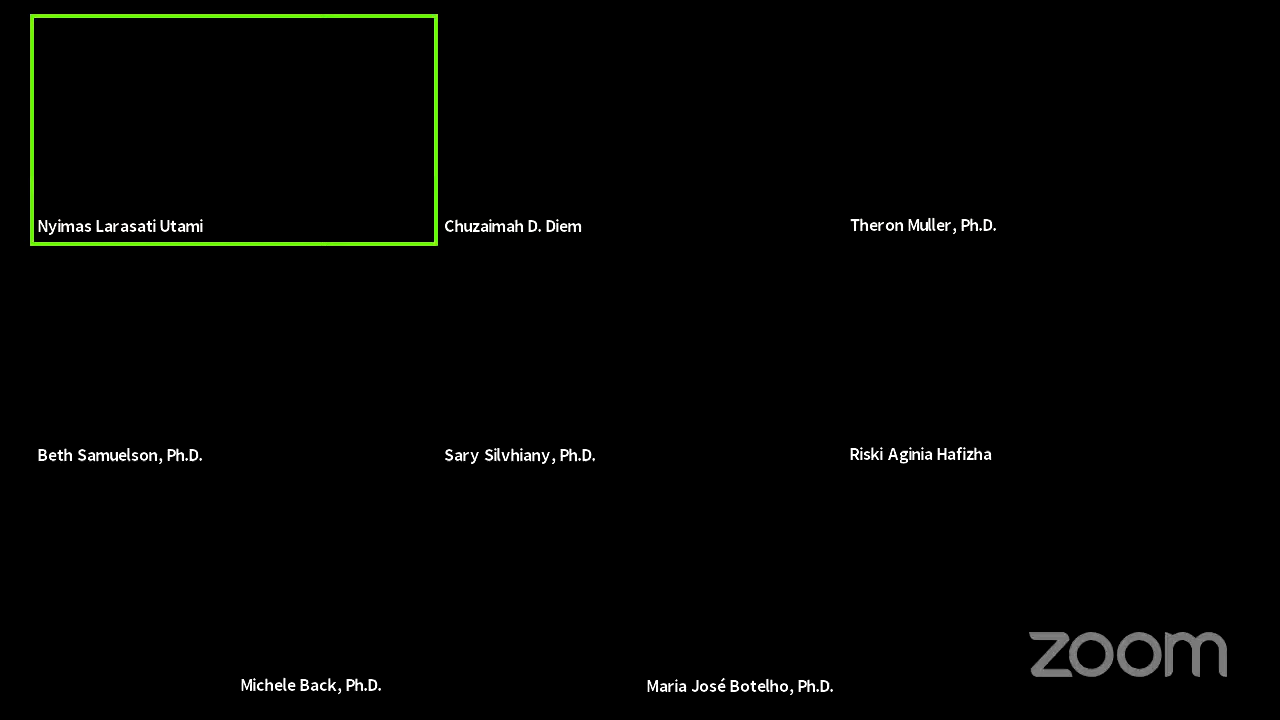 Nyimas Larasati Utami
Chuzaimah D. Diem
Theron Muller, Ph.D.
Beth Samuelson, Ph.D.
Sary Silvhiany, Ph.D.
Riski Aginia Hafizha
Michele Back, Ph.D.
Maria José Botelho, Ph.D.
zoom